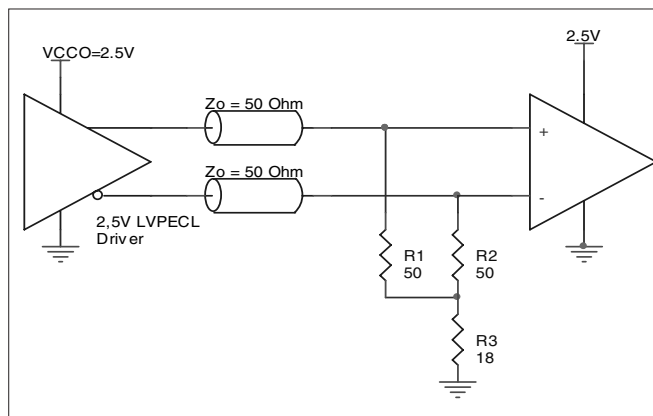 VCCO=2.5V
2.5V
Zo = 50 Ohm
+
Zo = 50 Ohm
-
2,5V LVPECL
Driver
R1
50
R2
50
R3
18